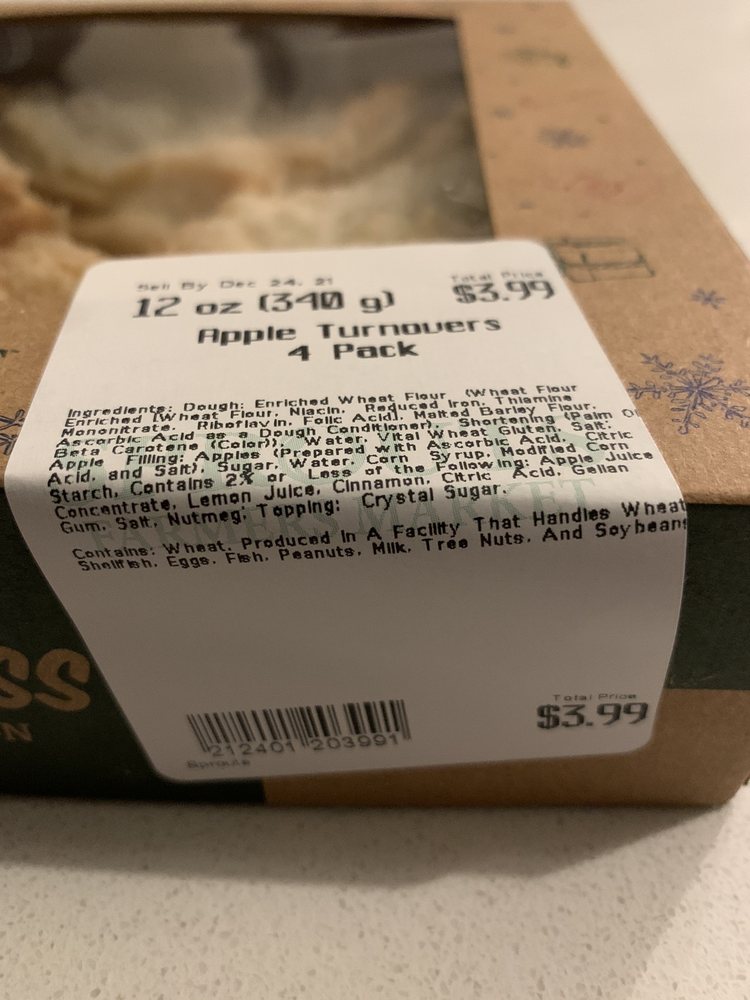 Sell By Dec 24, 21
Total Price
12 oz (340 g)
$3.99
Apple Turnovers
4 Pack
Ingredients: Dough: Enriched Wheat Flour, (Wheat Flour
Enriched (Wheat Flour, Niacin, Reduced Iron, Thiamine
Mononitrate, Riboflavin, Folic Acid), Malted Barley Flour,
Ascorbic Acid as a Dough Conditioner), Shortening (Palm Oi
Beta Carotene (Color)), Water, Vital Wheat Gluten, Salt;
Apple Filling: Apples (Prepared with Ascorbic Acid, Citric
Acid, and Salt), Sugar, Water, Corn Syrup, Modified Corn
Starch, Contains 2% or Less of the Following: Apple Juice
Concentrate, Lemon Juice, Cinnamon, Citric Acid, Gellan
Gum, Salt, Nutmeg; Topping: Crystal Sugar.
FARMERS MARKET
Contains: Wheat. Produced In A Facility That Handles Wheat
Shellfish, Eggs, Fish, Peanuts, Milk, Tree Nuts, And Soybeans
SS
N
Total Price
$3.99
212401 203991
Sprouts